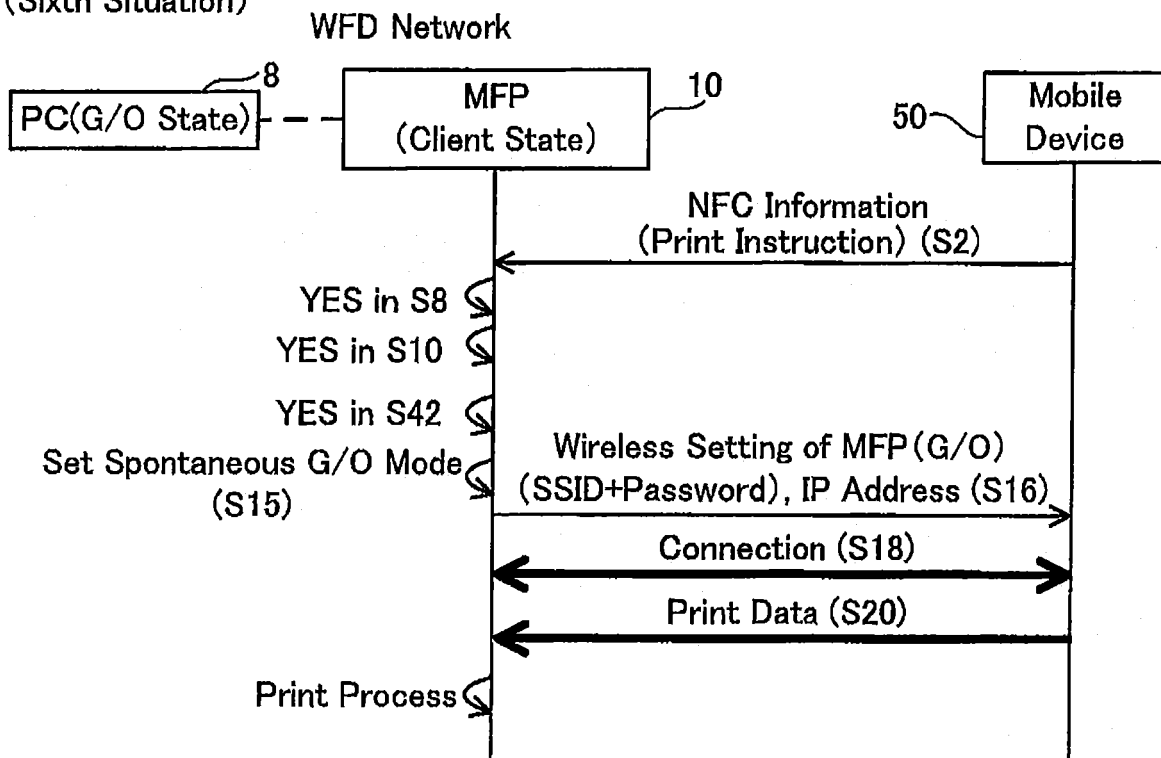 (Sixth Situation)
WFD Network
8
PC(G/O State)
MFP
(Client State)
10
50
Mobile
Device
NFC Information
(Print Instruction) (S2)
YES in S8
YES in S10
YES in S42
Set Spontaneous G/O Mode
(S15)
Wireless Setting of MFP(G/O)
(SSID+Password), IP Address (S16)
Connection (S18)
Print Data (S20)
Print Process